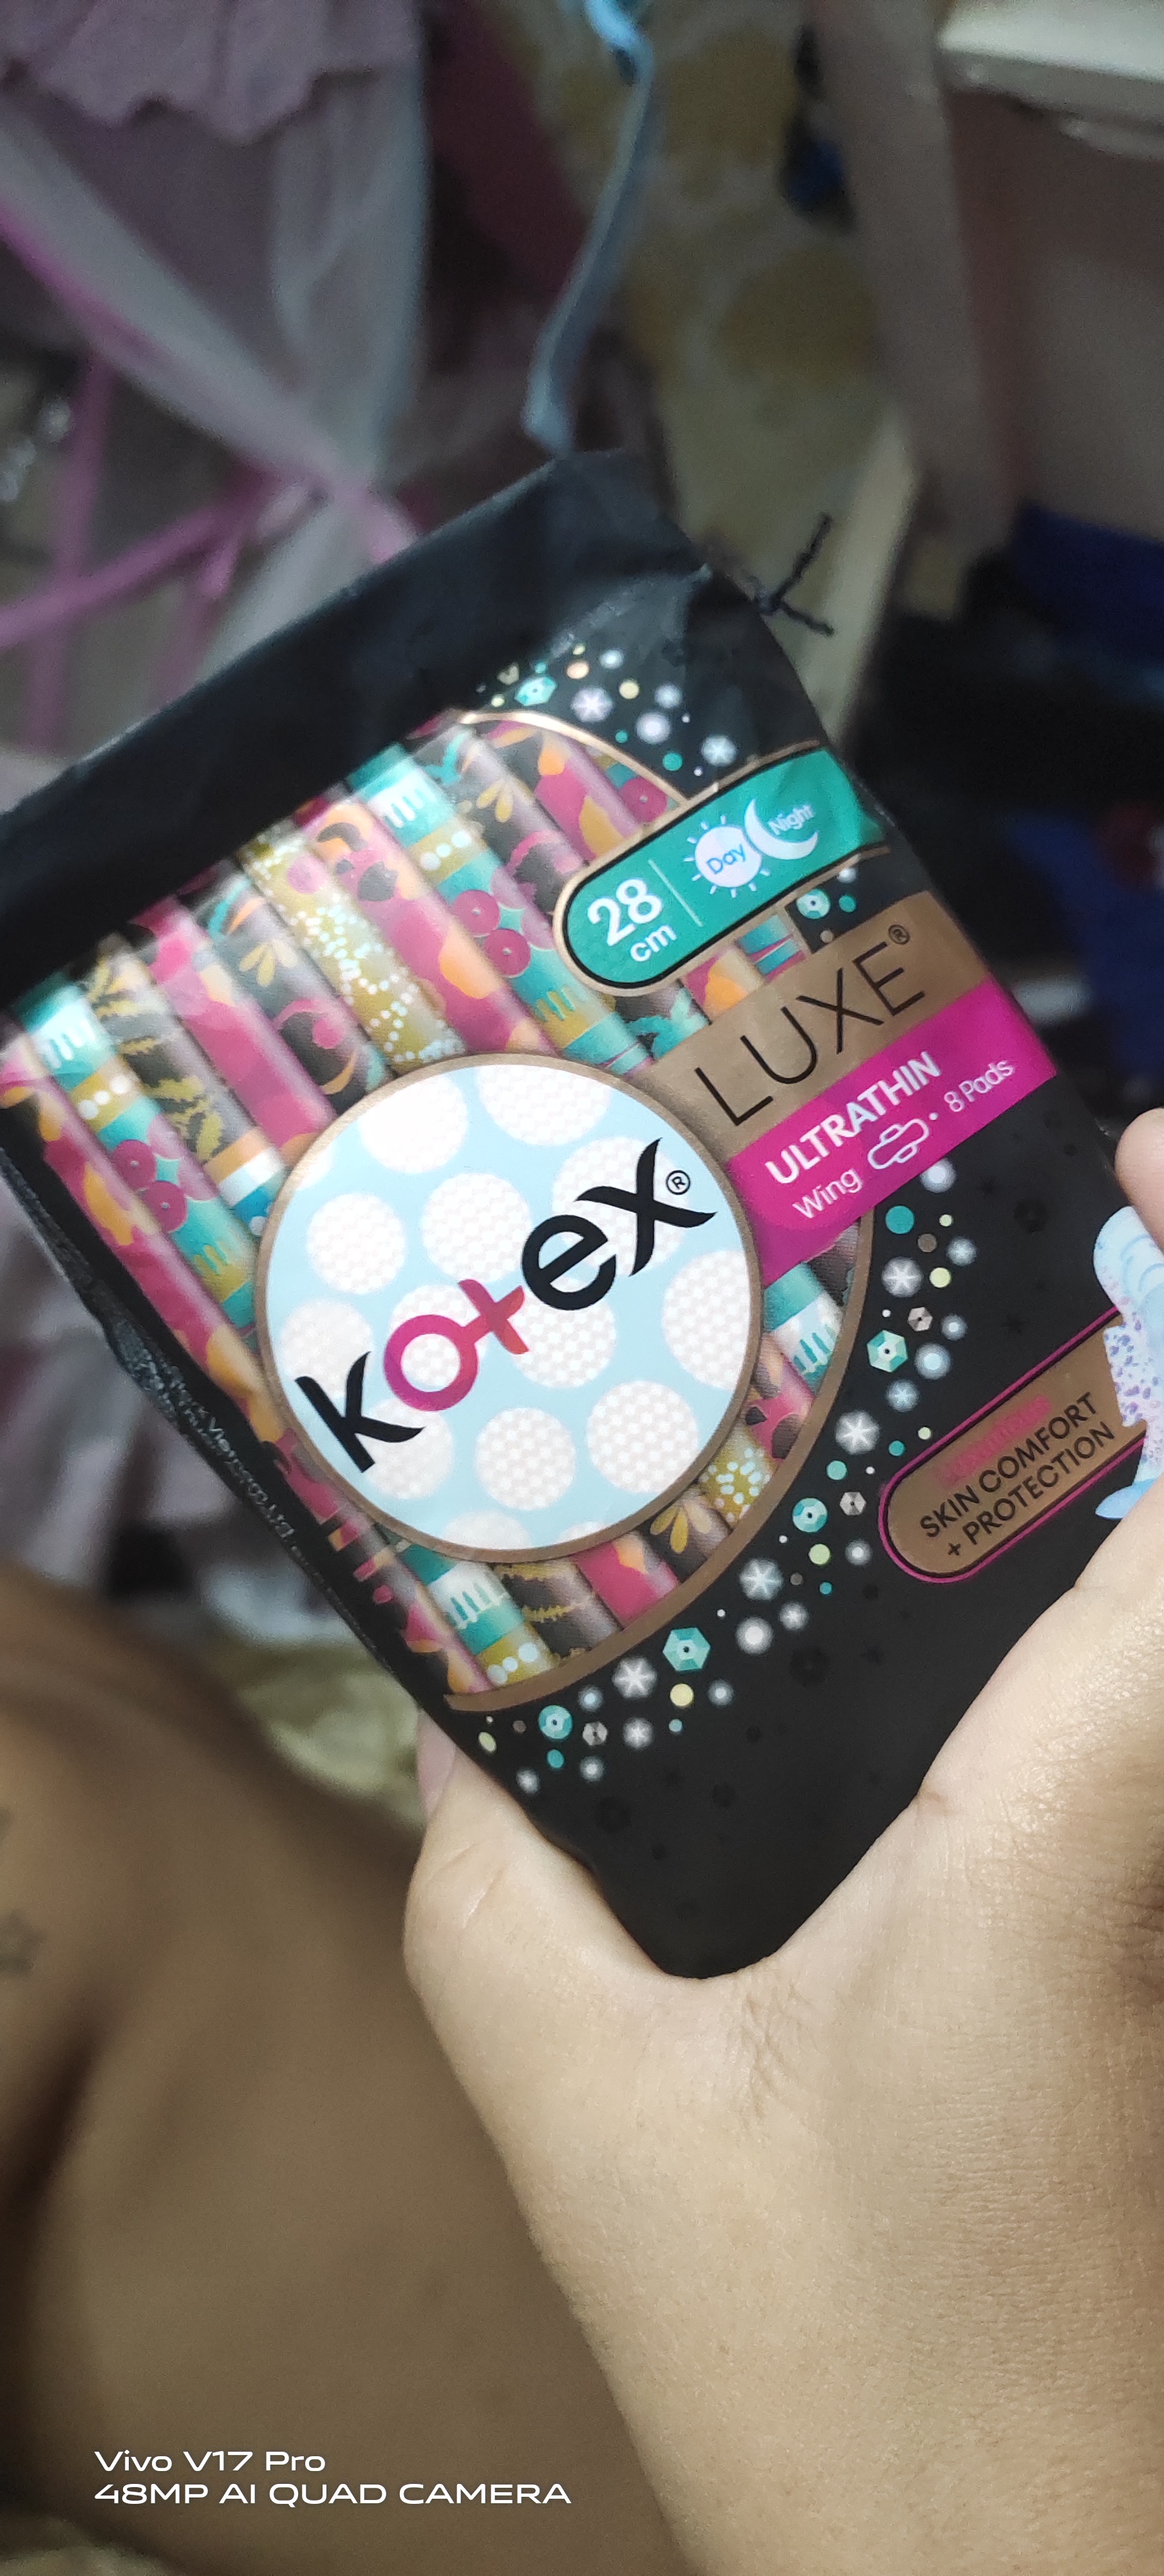 28
cm
Day
Night
LUXE®
ULTRATHIN
Wing • 8 Pads
kotex®
SKIN COMFORT
+ PROTECTION
Vivo V17 Pro
48MP AI QUAD CAMERA